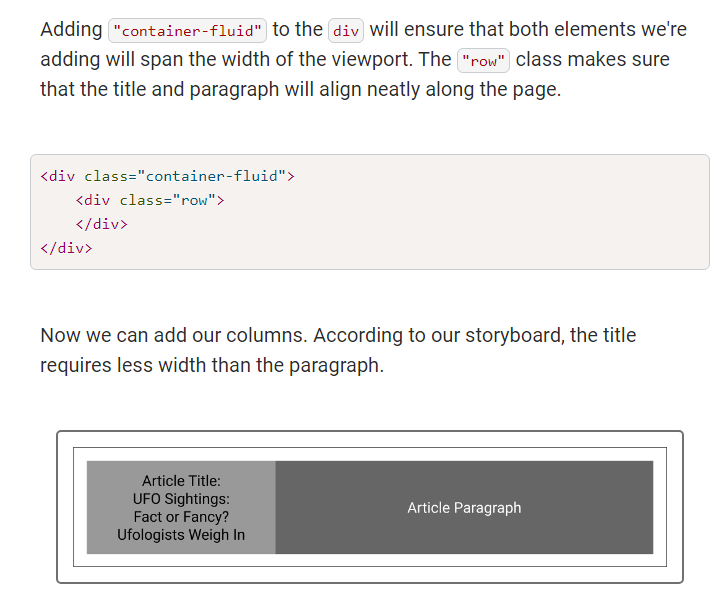 Adding "container-fluid" to the div will ensure that both elements we're
adding will span the width of the viewport. The "row" class makes sure
that the title and paragraph will align neatly along the page.
<div class="container-fluid">
    <div class="row">
    </div>
</div>
Now we can add our columns. According to our storyboard, the title
requires less width than the paragraph.
Article Title:
UFO Sightings:
Fact or Fancy?
Ufologists Weigh In
Article Paragraph